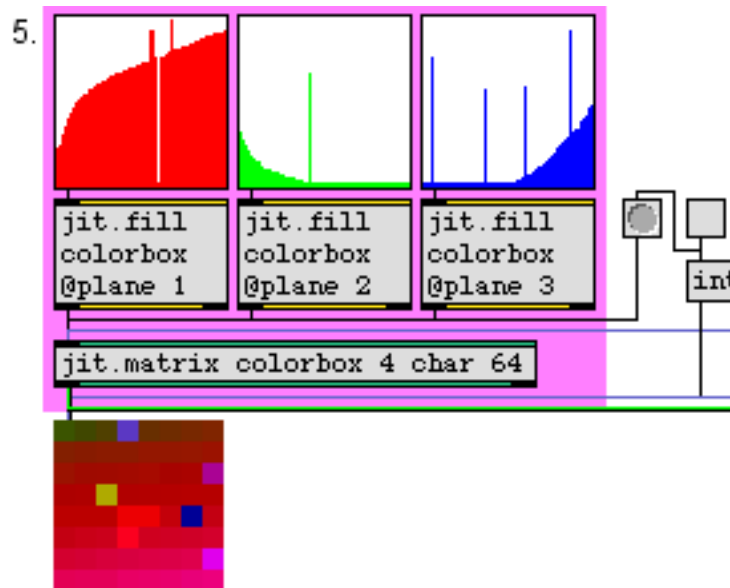 5.
jit.fill
colorbox
@plane 1
jit.fill
colorbox
@plane 2
jit.fill
colorbox
@plane 3
int
jit.matrix colorbox 4 char 64